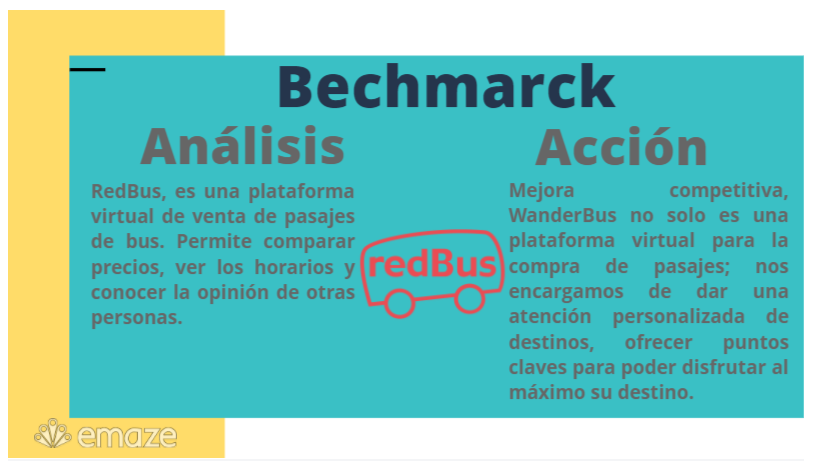 Bechmarck
Análisis
RedBus, es una plataforma
virtual de venta de pasajes
de bus. Permite comparar
precios, ver los horarios y
conocer la opinión de otras
personas.
redBus
Acción
Mejora competitiva,
WanderBus no solo es una
plataforma virtual para la
compra de pasajes; nos
encargamos de dar una
atención personalizada de
destinos, ofrecer puntos
claves para poder disfrutar al
máximo su destino.
emaze